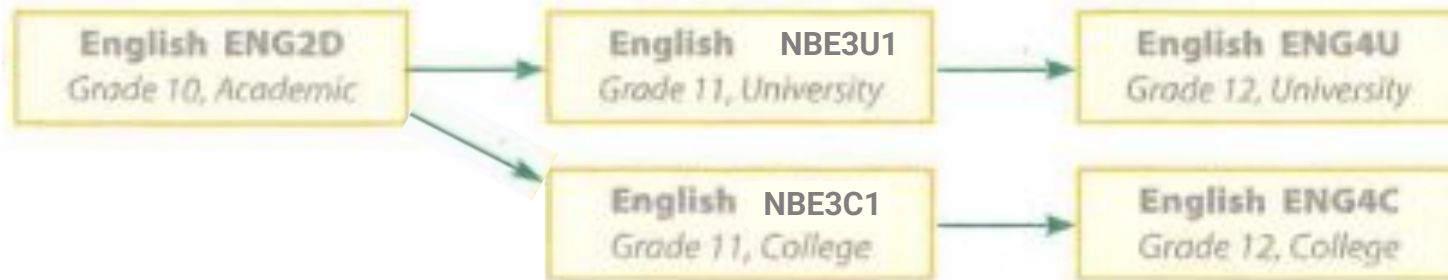 English ENG2D
Grade 10, Academic
English NBE3U1
Grade 11, University
English ENG4U
Grade 12, University
English NBE3C1
Grade 11, College
English ENG4C
Grade 12, College